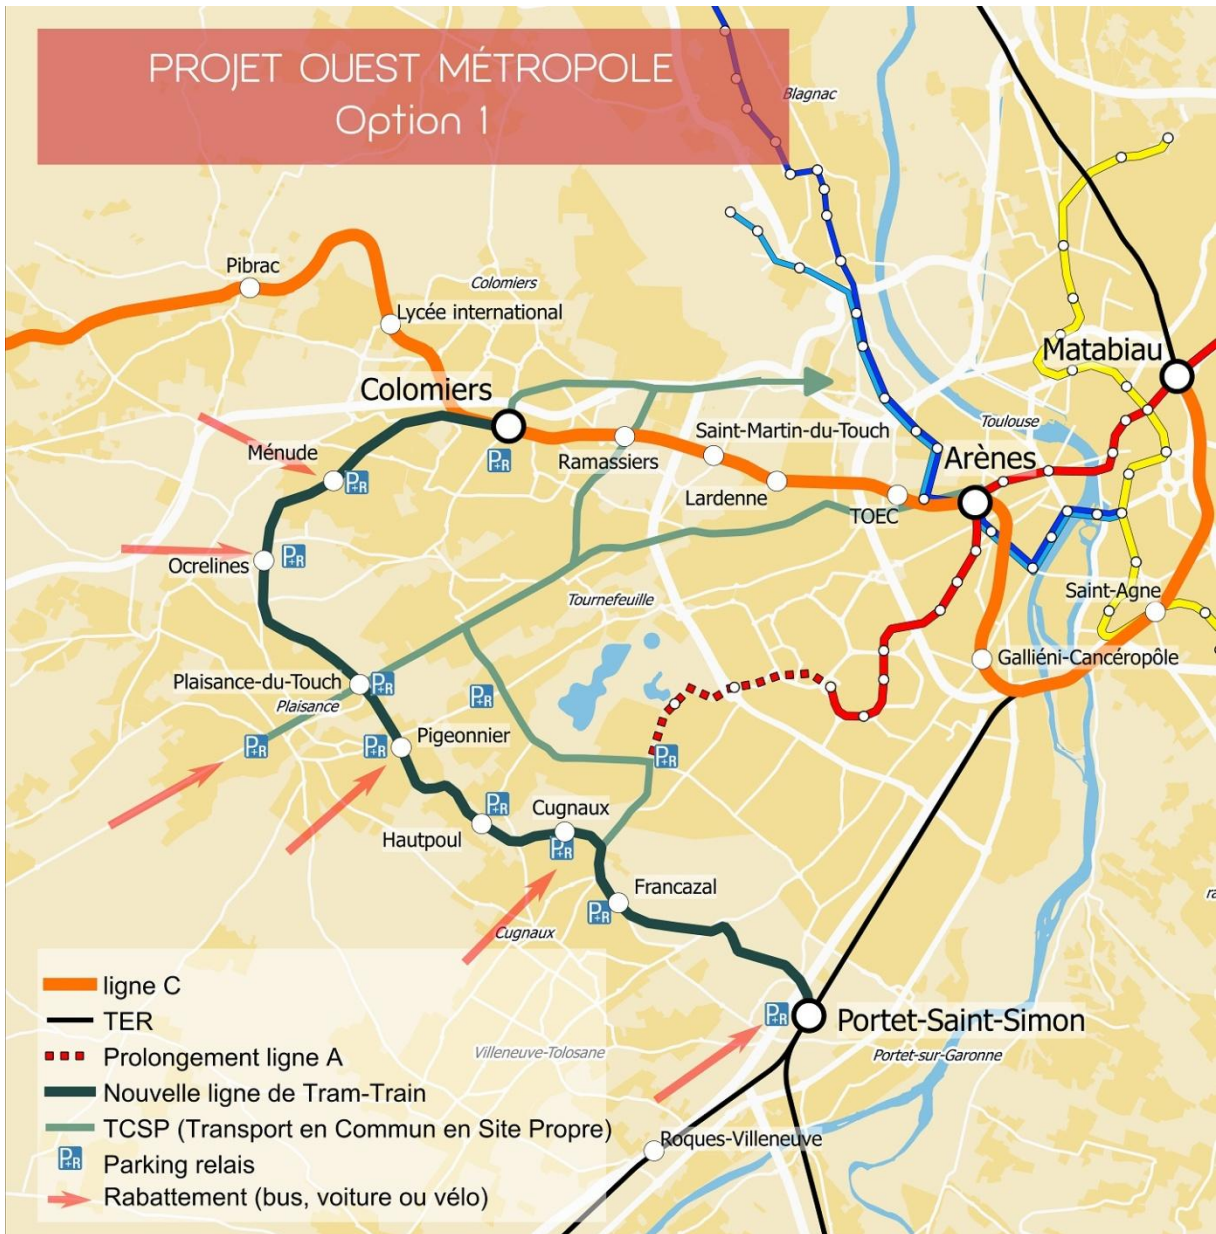 PROJET OUEST MÉTROPOLE
Option 1
Blagnac
Pibrac
Colomiers
Lycée international
Matabiau
Colomiers
Toulouse
Saint-Martin-du-Touch
Arènes
Ménude
P+R
P+R
Ramassiers
Lardenne
TOEC
Ocrelines
P+R
Tournefeuille
Saint-Agne
Galliéni-Cancéropôle
Plaisance-du-Touch
P+R
Plaisance
P+R
P+R
P+R
Pigeonnier
P+R
Hautpoul
P+R
Cugnaux
P+R
Francazal
P+R
Cugnaux
P+R
Portet-Saint-Simon
Portet-sur-Garonne
Villeneuve-Tolosane
Roques-Villeneuve
ra
ligne C
TER
Prolongement ligne A
Nouvelle ligne de Tram-Train
TCSP (Transport en Commun en Site Propre)
P+R
Parking relais
Rabattement (bus, voiture ou vélo)